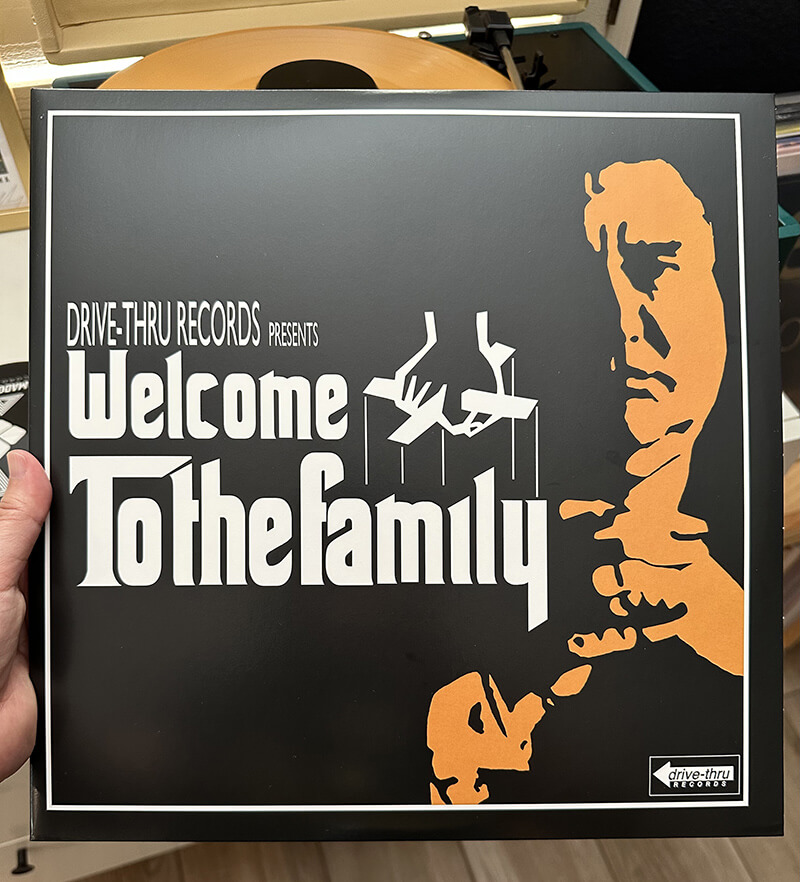 DRIVE-THRU RECORDS PRESENTS
Welcome
To the family
drive-thru
RECORDS